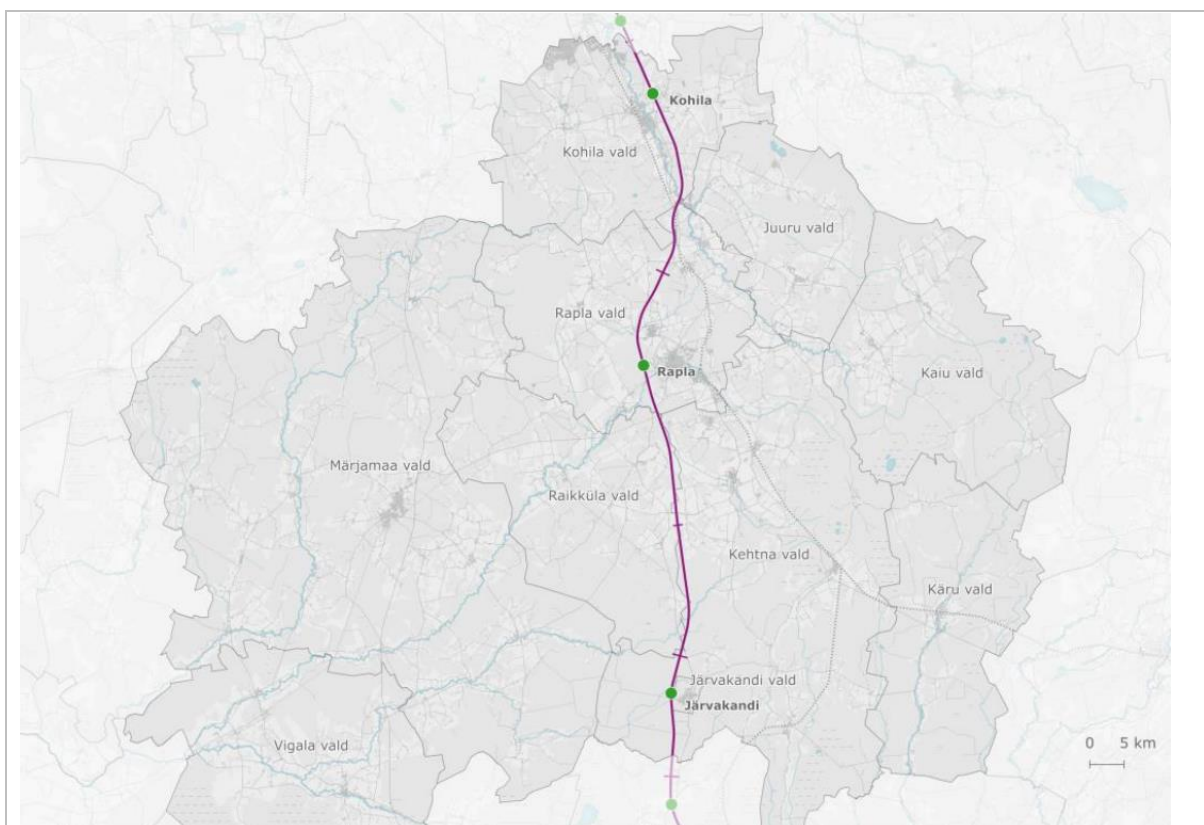 Kohila
Kohila vald
Juuru vald
Rapla vald
Rapla
Kaiu vald
Märjamaa vald
Raikküla vald
Kehtna vald
Käru vald
Järvakandi vald
Järvakandi
Vigala vald
0 5 km